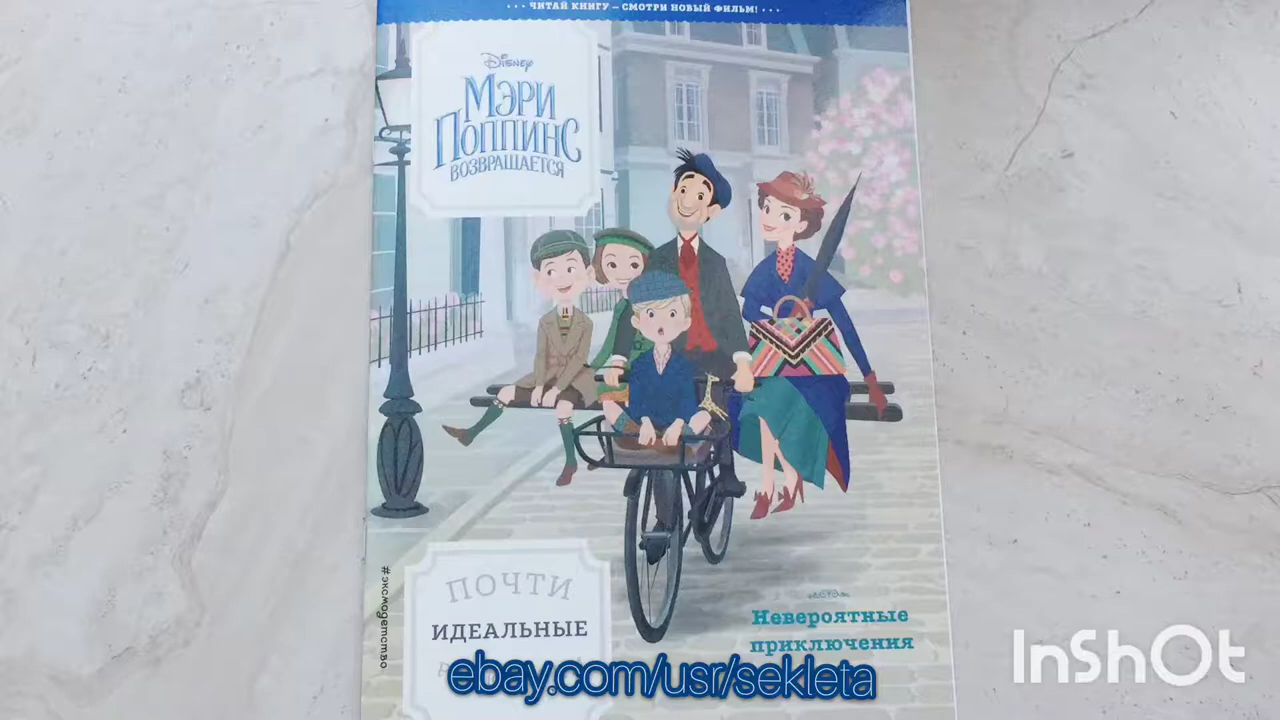 ··· ЧИТАЙ КНИГУ – СМОТРИ НОВЫЙ ФИЛЬМ! ···
Disney
Мэри
Поппинс
возвращается
ПОЧТИ
ИДЕАЛЬНЫЕ
#эксмодетство
Невероятные
приключения
ebay.com/usr/sekleta
InShOt